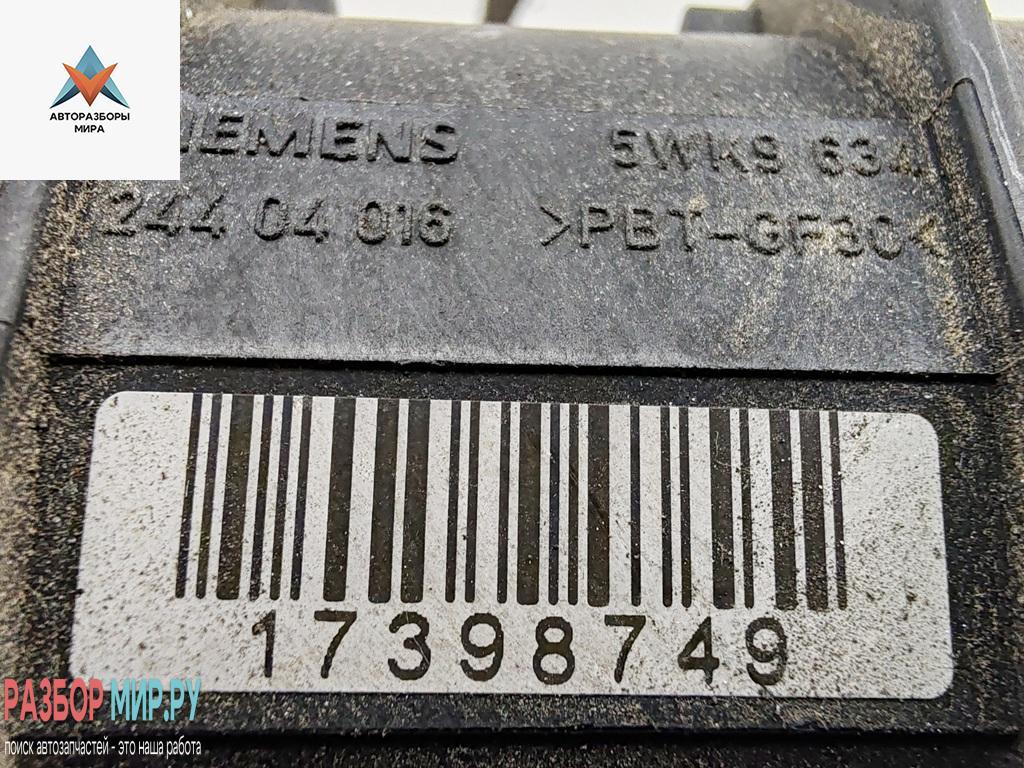 АВТОРАЗБОРЫ
МИРА
SIEMENS 5WK9 634
244 04 016 >PBT-GF30<
17398749
РАЗБОР МИР.РУ
поиск автозапчастей - это наша работа